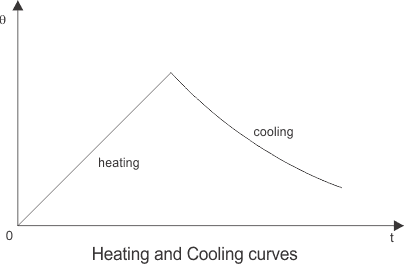 θ
cooling
heating
0
t
Heating and Cooling curves